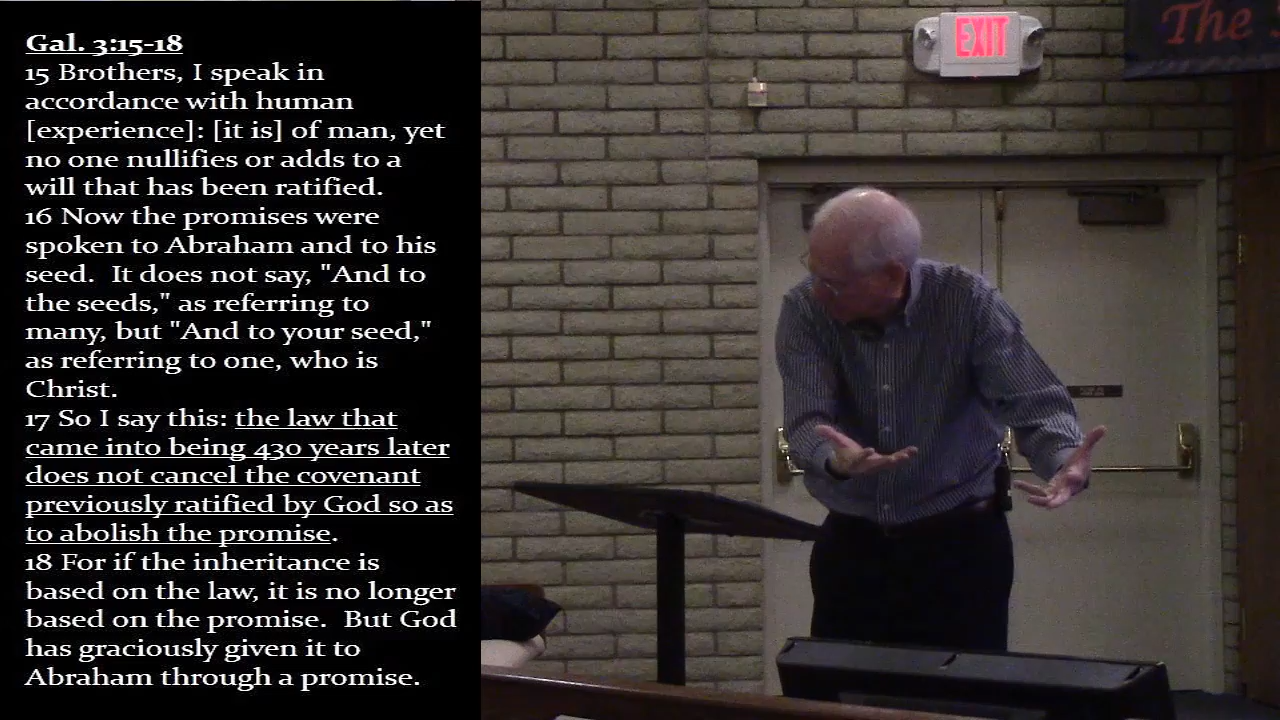 Gal. 3:15-18
15 Brothers, I speak in
accordance with human
[experience]: [it is] of man, yet
no one nullifies or adds to a
will that has been ratified.
16 Now the promises were
spoken to Abraham and to his
seed.  It does not say, "And to
the seeds," as referring to
many, but "And to your seed,"
as referring to one, who is
Christ.
17 So I say this: the law that
came into being 430 years later
does not cancel the covenant
previously ratified by God so as
to abolish the promise.
18 For if the inheritance is
based on the law, it is no longer
based on the promise.  But God
has graciously given it to
Abraham through a promise.
EXIT
The